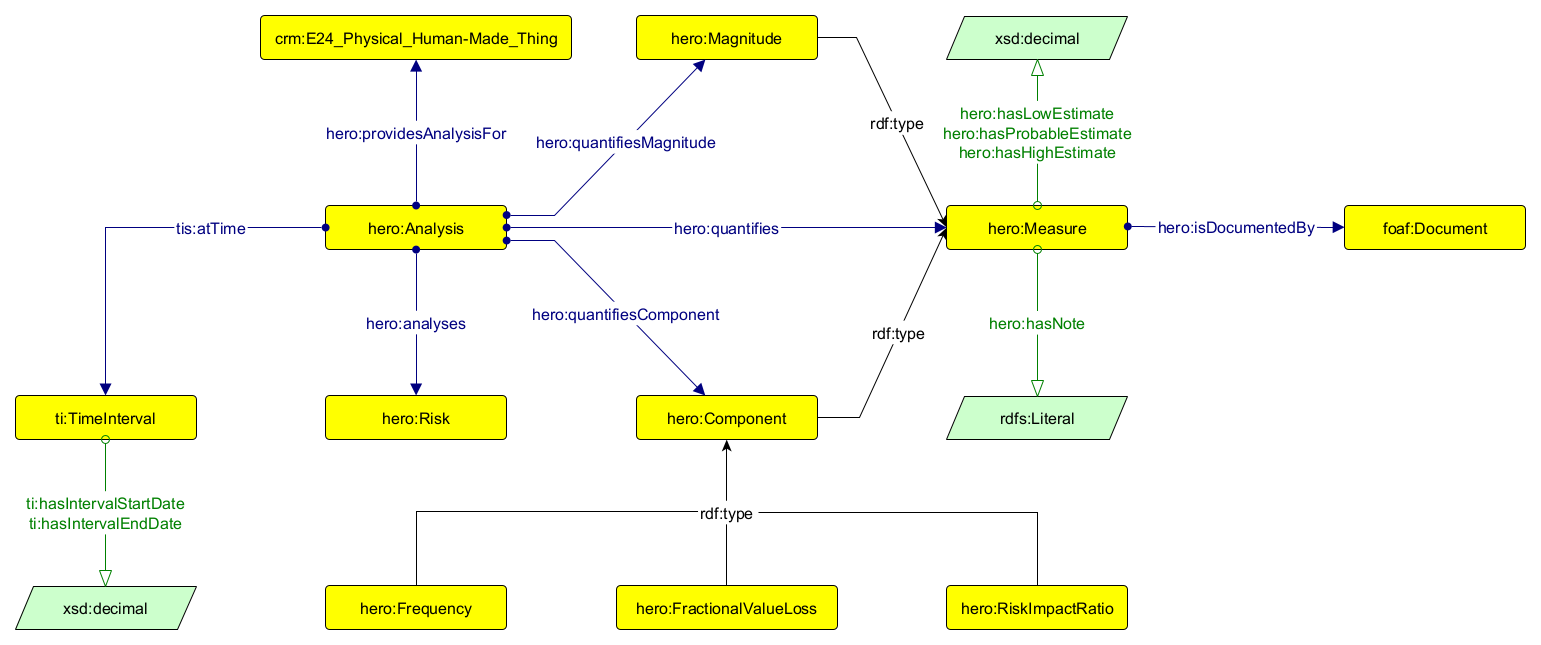 crm:E24_Physical_Human-Made_Thing
hero:Magnitude
xsd:decimal
hero:providesAnalysisFor
hero:quantifiesMagnitude
rdf:type
hero:hasLowEstimate
hero:hasProbableEstimate
hero:hasHighEstimate
tis:atTime
hero:Analysis
hero:quantifies
hero:Measure
hero:isDocumentedBy
foaf:Document
hero:analyses
hero:quantifiesComponent
rdf:type
hero:hasNote
ti:TimeInterval
hero:Risk
hero:Component
rdfs:Literal
ti:hasIntervalStartDate
ti:hasIntervalEndDate
rdf:type
xsd:decimal
hero:Frequency
hero:FractionalValueLoss
hero:RiskImpactRatio